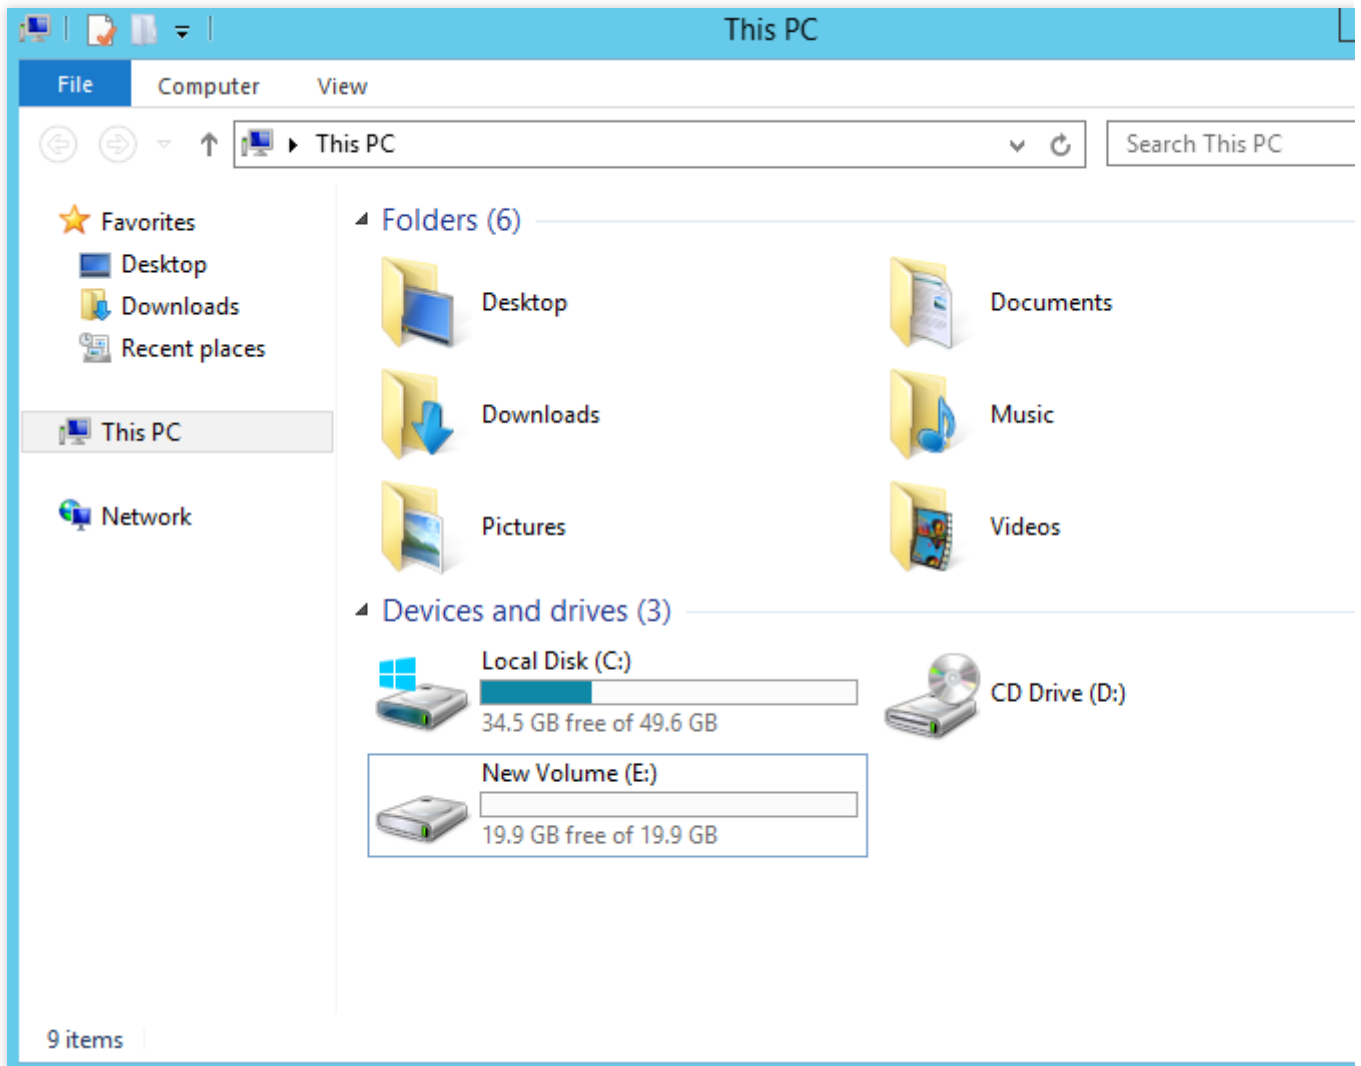 This PC
File Computer View
This PC
Search This PC
Favorites
Desktop
Downloads
Recent places
This PC
Network
Folders (6)
Desktop
Documents
Downloads
Music
Pictures
Videos
Devices and drives (3)
Local Disk (C:)
34.5 GB free of 49.6 GB
CD Drive (D:)
New Volume (E:)
19.9 GB free of 19.9 GB
9 items